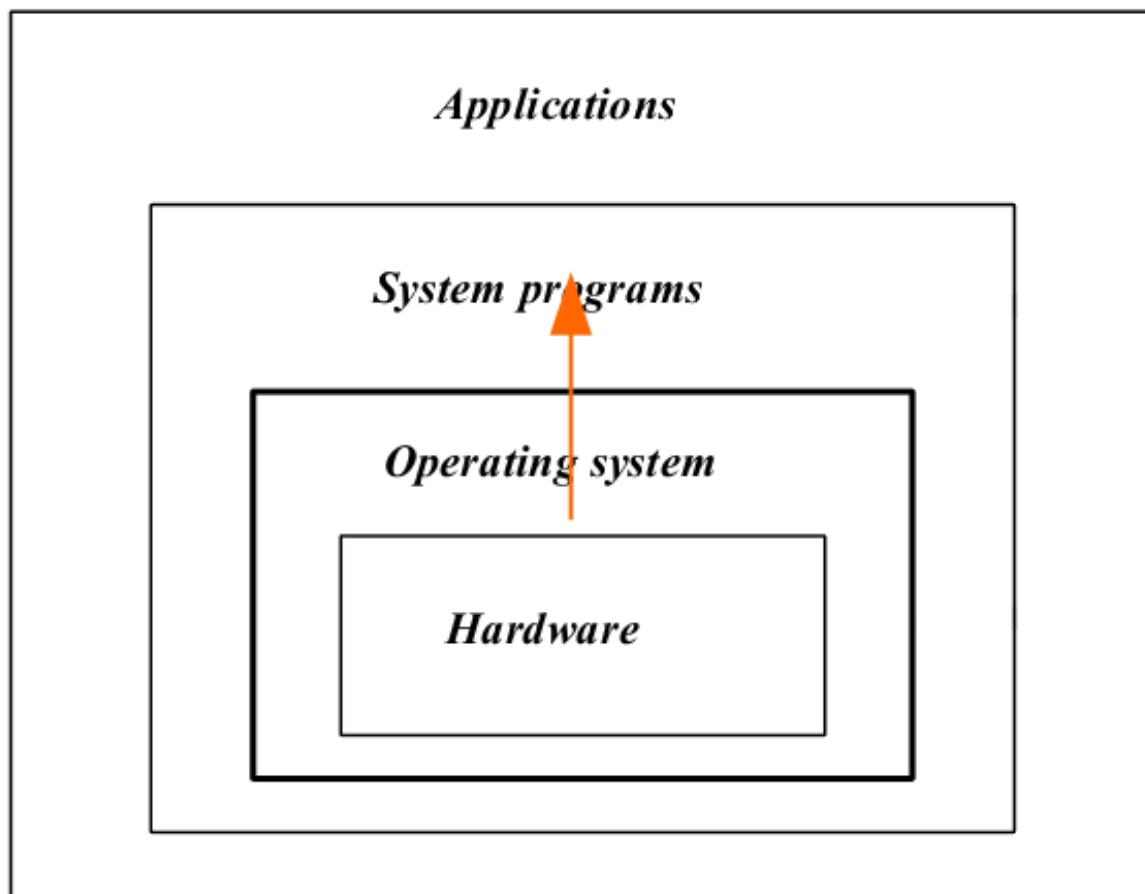 Applications
System programs
Operating system
Hardware